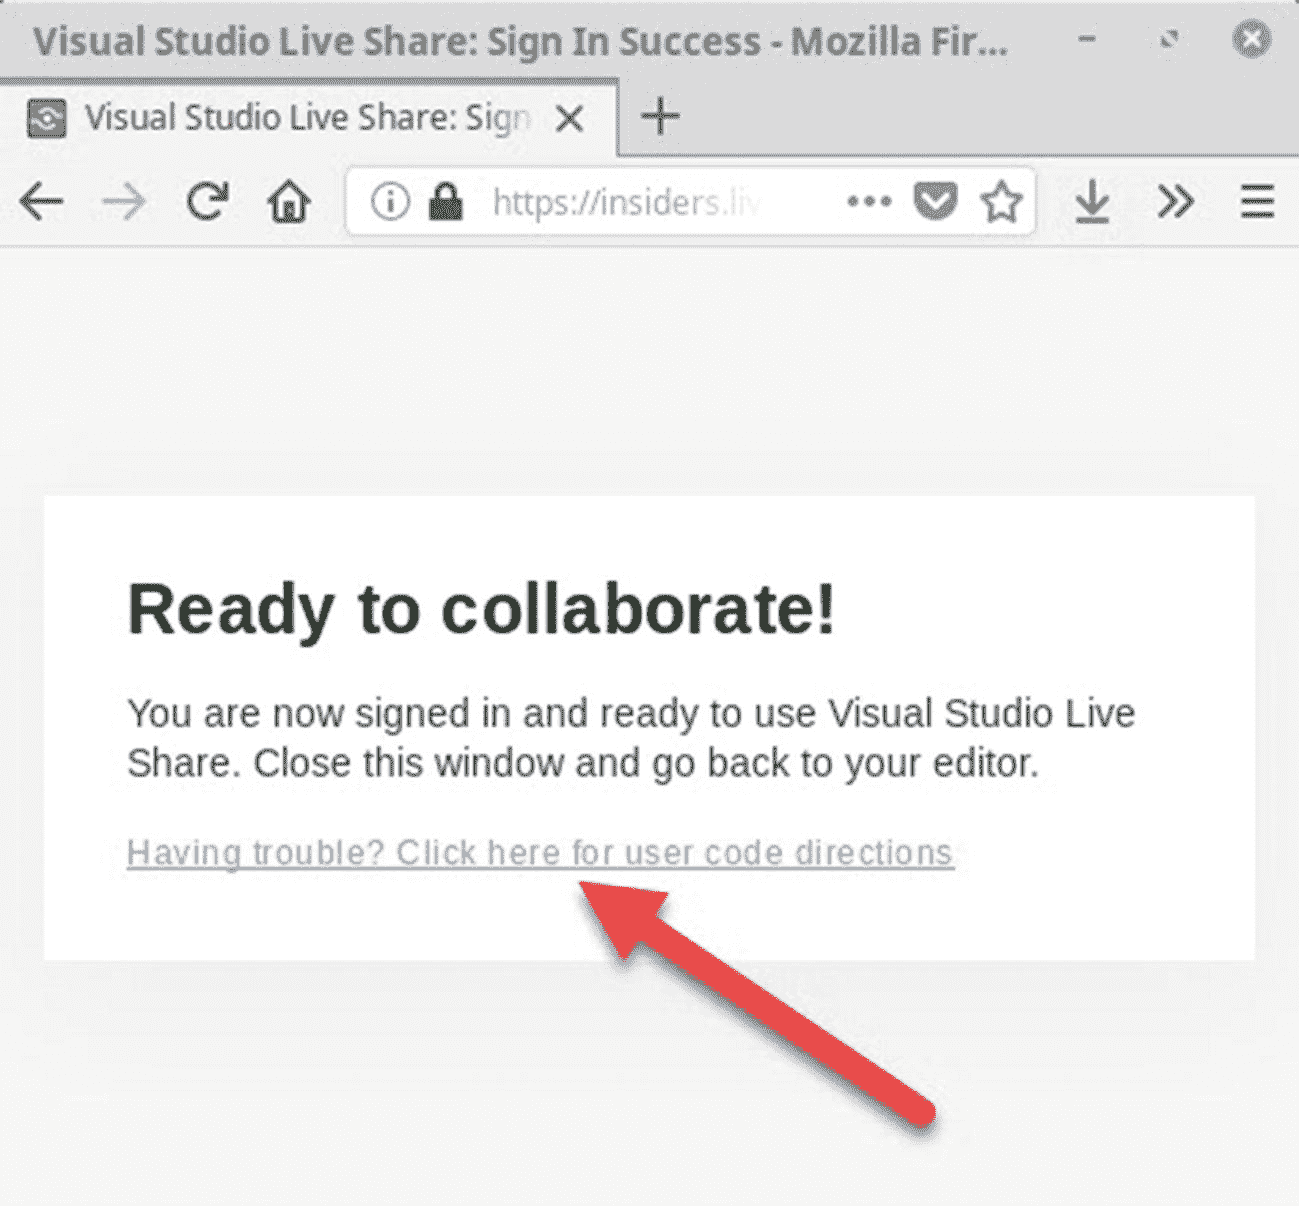 Visual Studio Live Share: Sign In Success - Mozilla Fir...
Visual Studio Live Share: Sign
https://insiders.liv
Ready to collaborate!
You are now signed in and ready to use Visual Studio Live
Share. Close this window and go back to your editor.
Having trouble? Click here for user code directions